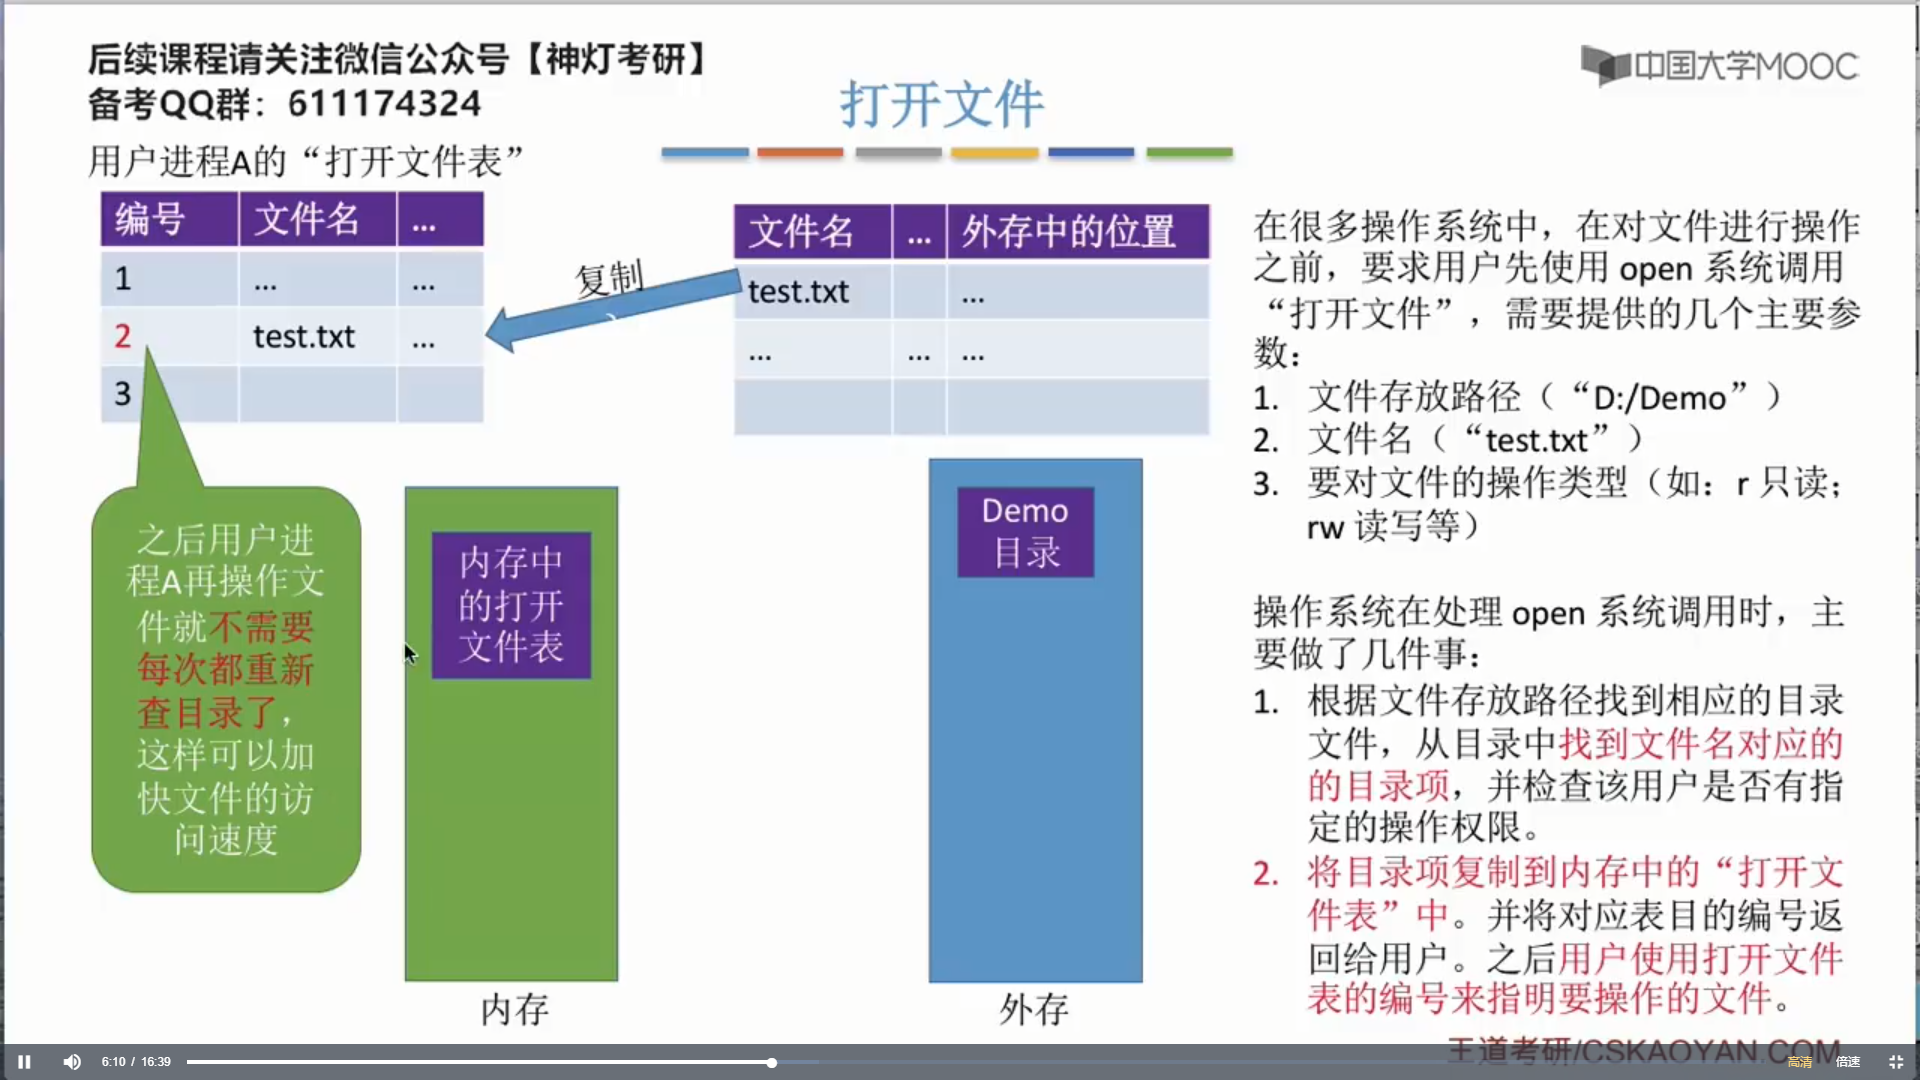 后续课程请关注微信公众号【神灯考研】
备考QQ群：611174324
中国大学MOOC
打开文件
用户进程A的“打开文件表”
编号 文件名 ...
1 ... ...
2 test.txt ...
3
复制
文件名 ... 外存中的位置
test.txt ...
... ... ...
之后用户进
程A再操作文
件就不需要
每次都重新
查目录了，
这样可以加
快文件的访
问速度
内存中
的打开
文件表
内存
Demo
目录
外存
在很多操作系统中，在对文件进行操作
之前，要求用户先使用 open 系统调用
“打开文件”，需要提供的几个主要参
数：
1. 文件存放路径（“D:/Demo”）
2. 文件名（“test.txt”）
3. 要对文件的操作类型（如：r 只读；
rw 读写等）
操作系统在处理 open 系统调用时，主
要做了几件事：
1. 根据文件存放路径找到相应的目录
文件，从目录中找到文件名对应的
的目录项，并检查该用户是否有指
定的操作权限。
2. 将目录项复制到内存中的“打开文
件表”中。并将对应表目的编号返
回给用户。之后用户使用打开文件
表的编号来指明要操作的文件。
王道考研/CSKAOYAN.COM
6:10 / 16:39
高清
倍速